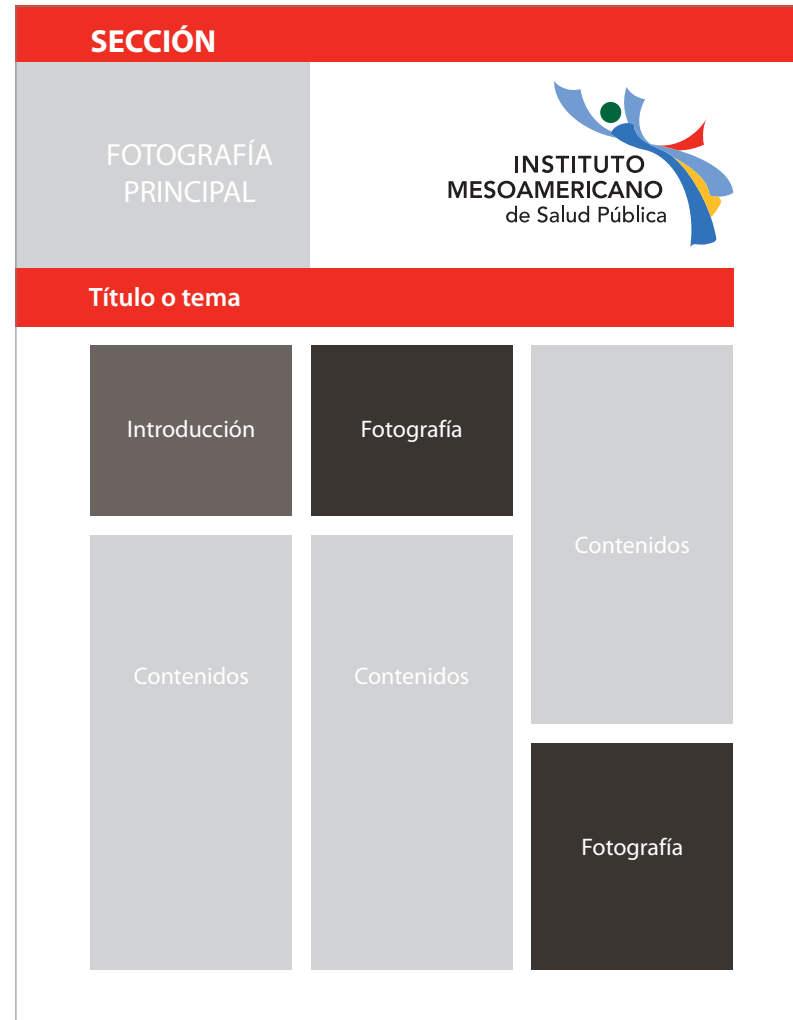 SECCIÓN
FOTOGRAFÍA
PRINCIPAL
INSTITUTO
MESOAMERICANO
de Salud Pública
Título o tema
Introducción
Fotografía
Contenidos
Contenidos
Contenidos
Fotografía